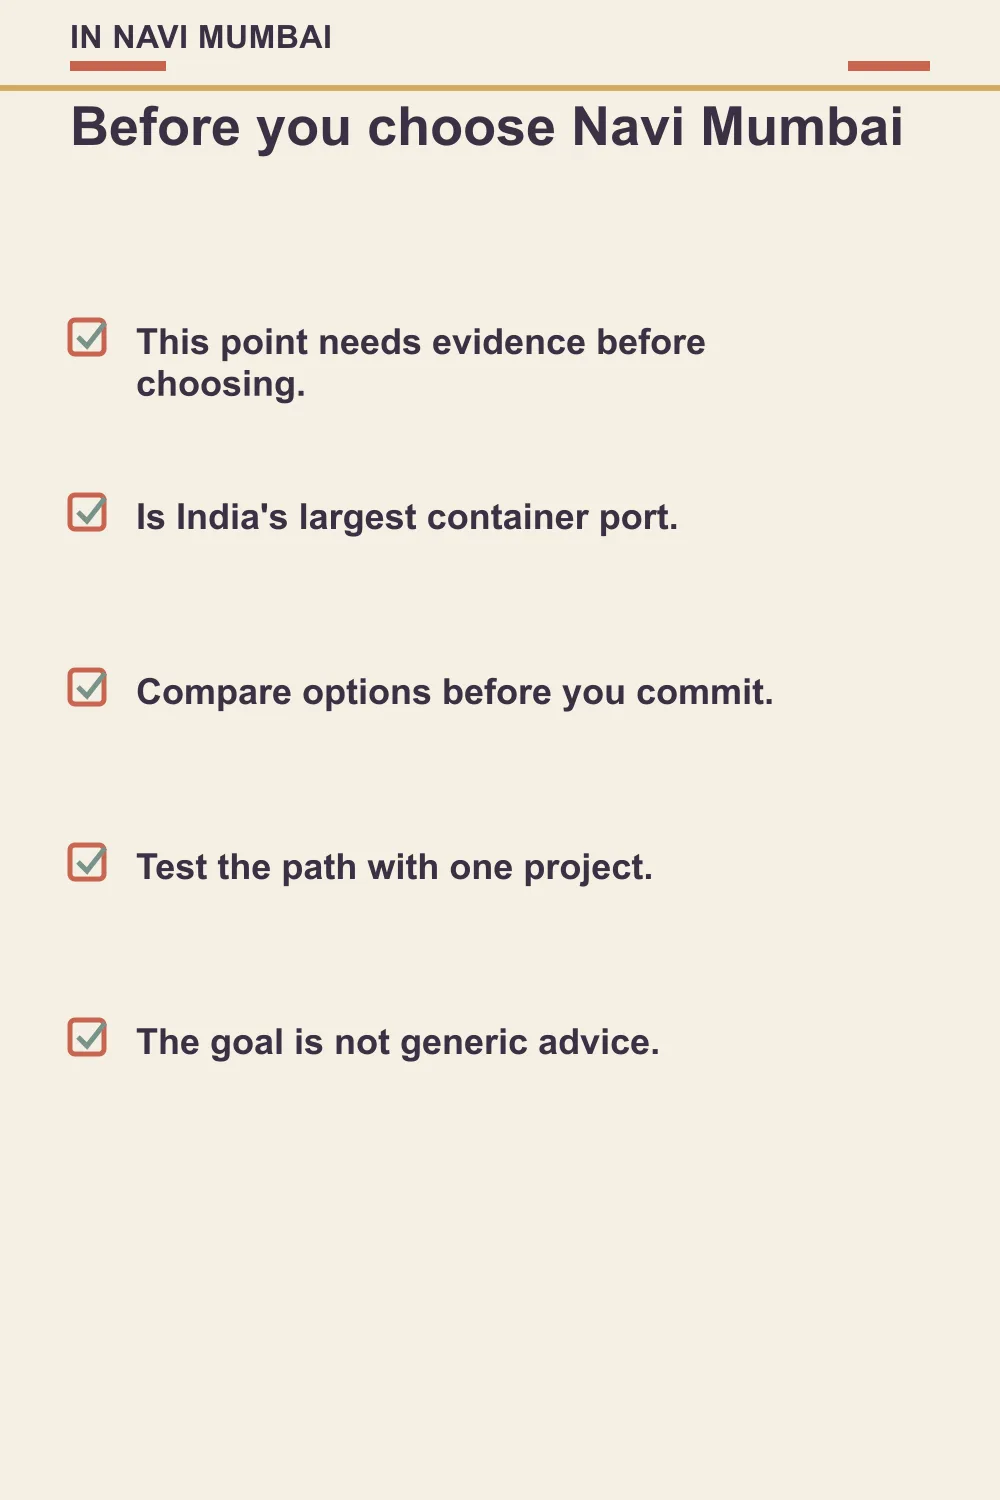 IN NAVI MUMBAI
Before you choose Navi Mumbai
This point needs evidence before
choosing.
Is India's largest container port.
Compare options before you commit.
Test the path with one project.
The goal is not generic advice.